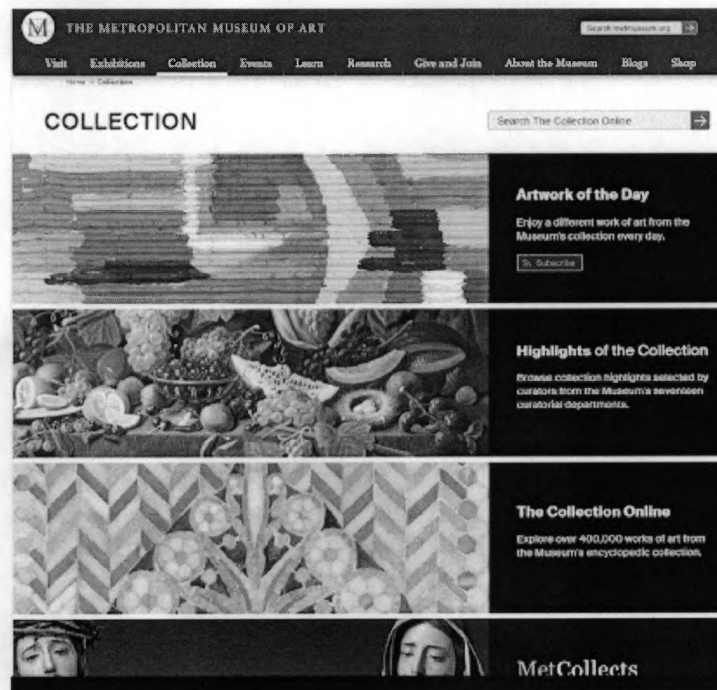 M THE METROPOLITAN MUSEUM OF ART
Search metmuseum.org
Visit Exhibitions Collection Events Learn Research Give and Join About the Museum Blogs Shop
Home > Collection
COLLECTION
Search The Collection Online
Artwork of the Day
Enjoy a different work of art from the
Museum's collection every day.
Subscribe
Highlights of the Collection
Browse collection highlights selected by
curators from the Museum's seventeen
curatorial departments.
The Collection Online
Explore over 400,000 works of art from
the Museum's encyclopedic collection.
MetCollects